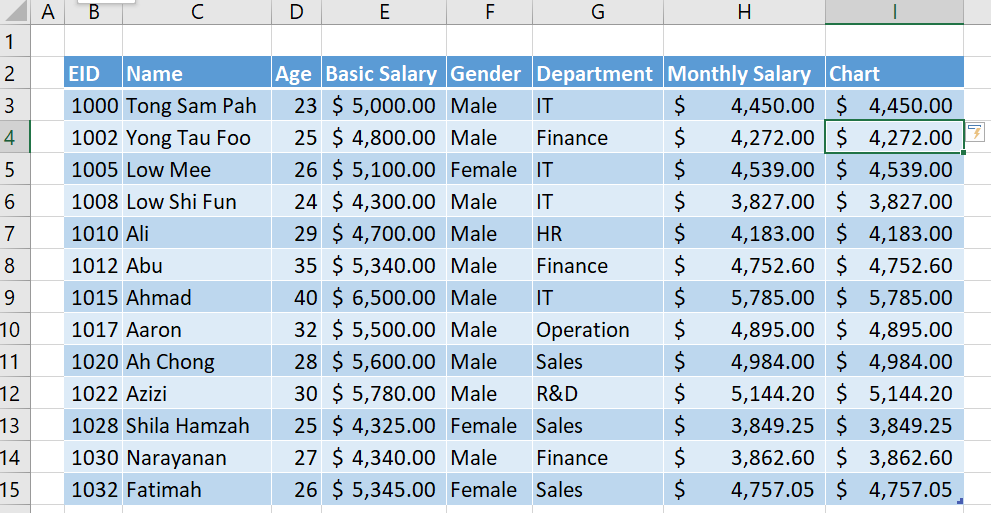 A B C D E F G H I
1
2 EID Name Age Basic Salary Gender Department Monthly Salary Chart
3 1000 Tong Sam Pah 23 $ 5,000.00 Male IT $ 4,450.00 $ 4,450.00
4 1002 Yong Tau Foo 25 $ 4,800.00 Male Finance $ 4,272.00 $ 4,272.00
5 1005 Low Mee 26 $ 5,100.00 Female IT $ 4,539.00 $ 4,539.00
6 1008 Low Shi Fun 24 $ 4,300.00 Male IT $ 3,827.00 $ 3,827.00
7 1010 Ali 29 $ 4,700.00 Male HR $ 4,183.00 $ 4,183.00
8 1012 Abu 35 $ 5,340.00 Male Finance $ 4,752.60 $ 4,752.60
9 1015 Ahmad 40 $ 6,500.00 Male IT $ 5,785.00 $ 5,785.00
10 1017 Aaron 32 $ 5,500.00 Male Operation $ 4,895.00 $ 4,895.00
11 1020 Ah Chong 28 $ 5,600.00 Male Sales $ 4,984.00 $ 4,984.00
12 1022 Azizi 30 $ 5,780.00 Male R&D $ 5,144.20 $ 5,144.20
13 1028 Shila Hamzah 25 $ 4,325.00 Female Sales $ 3,849.25 $ 3,849.25
14 1030 Narayanan 27 $ 4,340.00 Male Finance $ 3,862.60 $ 3,862.60
15 1032 Fatimah 26 $ 5,345.00 Female Sales $ 4,757.05 $ 4,757.05